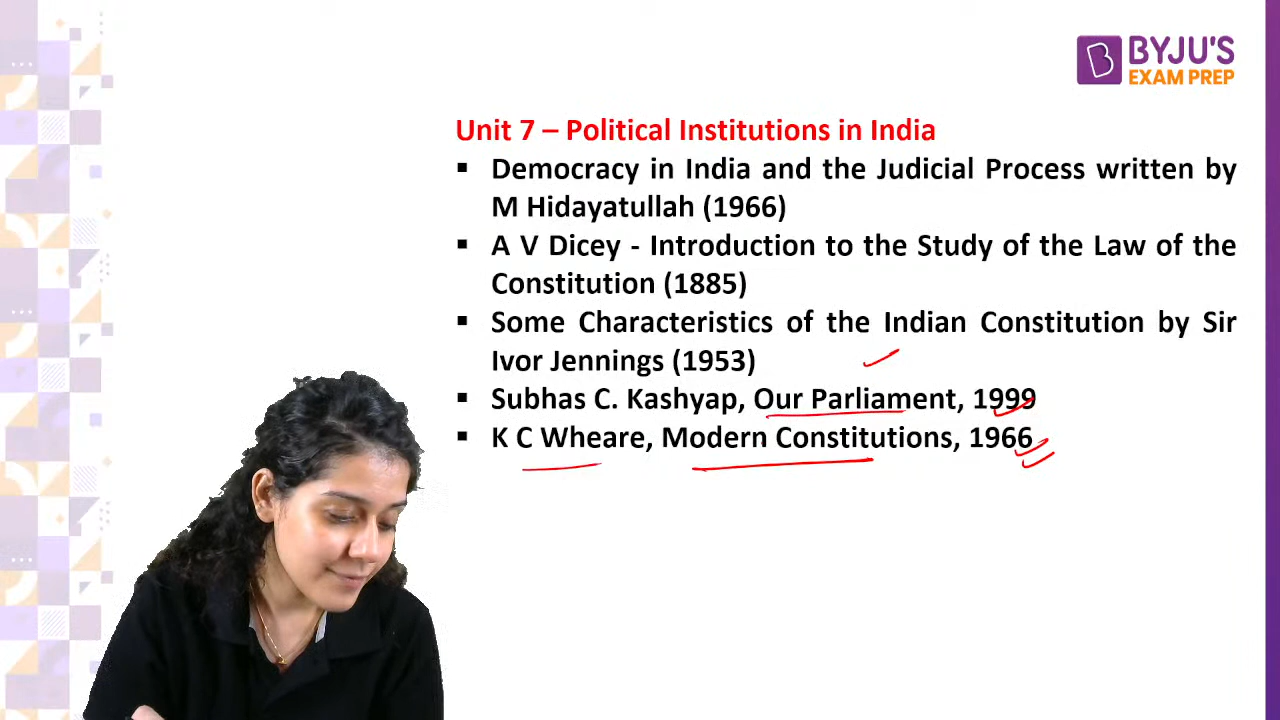 BYJU'S
EXAM PREP
Unit 7 – Political Institutions in India
▪ Democracy in India and the Judicial Process written by
M Hidayatullah (1966)
▪ A V Dicey - Introduction to the Study of the Law of the
Constitution (1885)
▪ Some Characteristics of the Indian Constitution by Sir
Ivor Jennings (1953)
▪ Subhas C. Kashyap, Our Parliament, 1999
▪ K C Wheare, Modern Constitutions, 1966